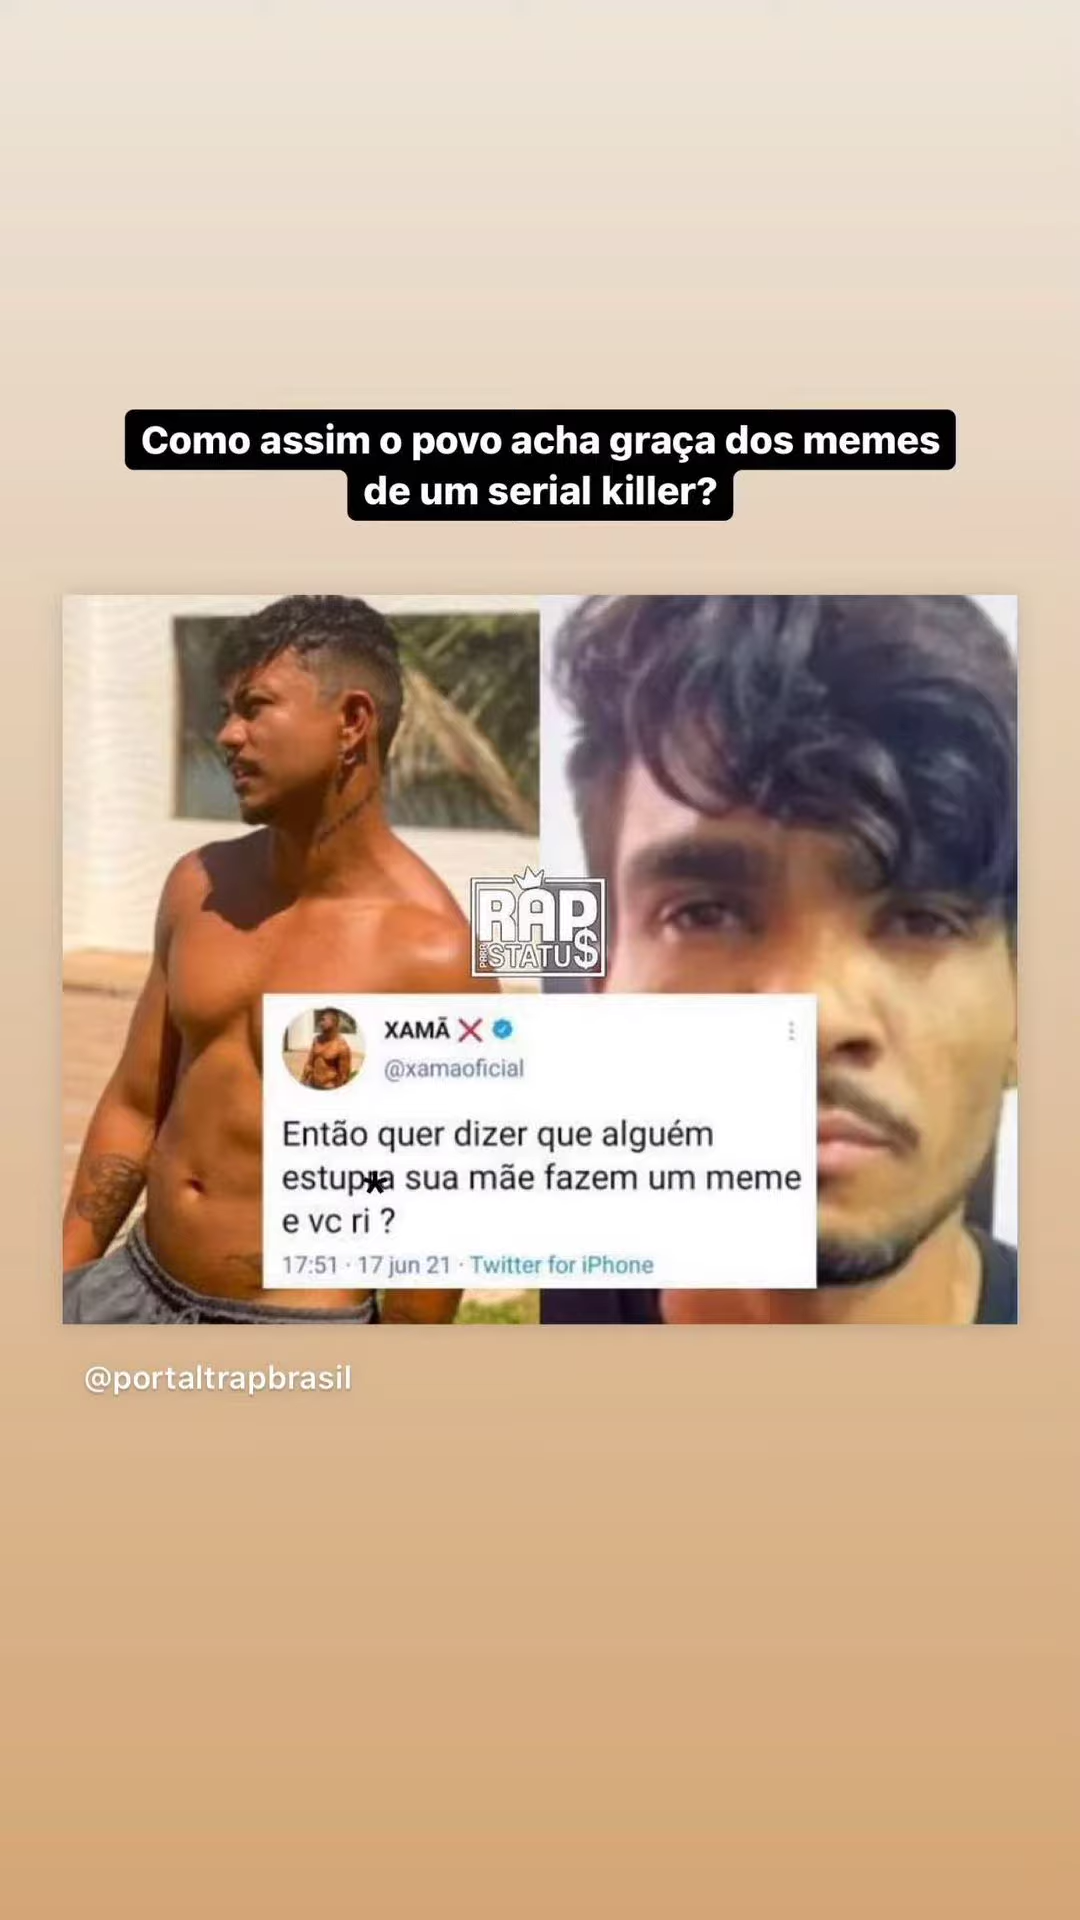 Como assim o povo acha graça dos memes
de um serial killer?
RAP
PARA
STATU$
XAMÃ ❌
@xamaoficial
Então quer dizer que alguém
estup*a sua mãe fazem um meme
e vc ri ?
17:51 · 17 jun 21 · Twitter for iPhone
@portaltrapbrasil